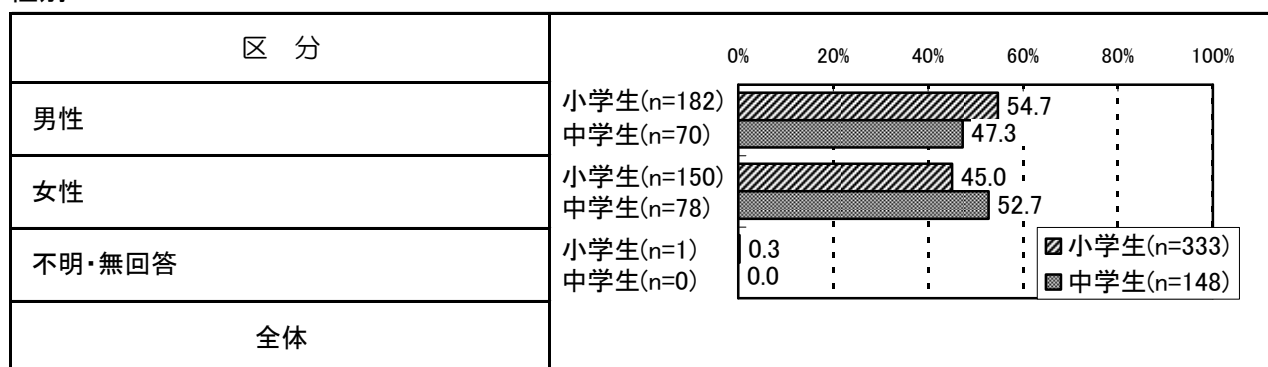 区 分
0% 20% 40% 60% 80% 100%
男性
小学生(n=182) 54.7
中学生(n=70) 47.3
女性
小学生(n=150) 45.0
中学生(n=78) 52.7
不明・無回答
小学生(n=1) 0.3
中学生(n=0) 0.0
小学生(n=333)
中学生(n=148)
全体